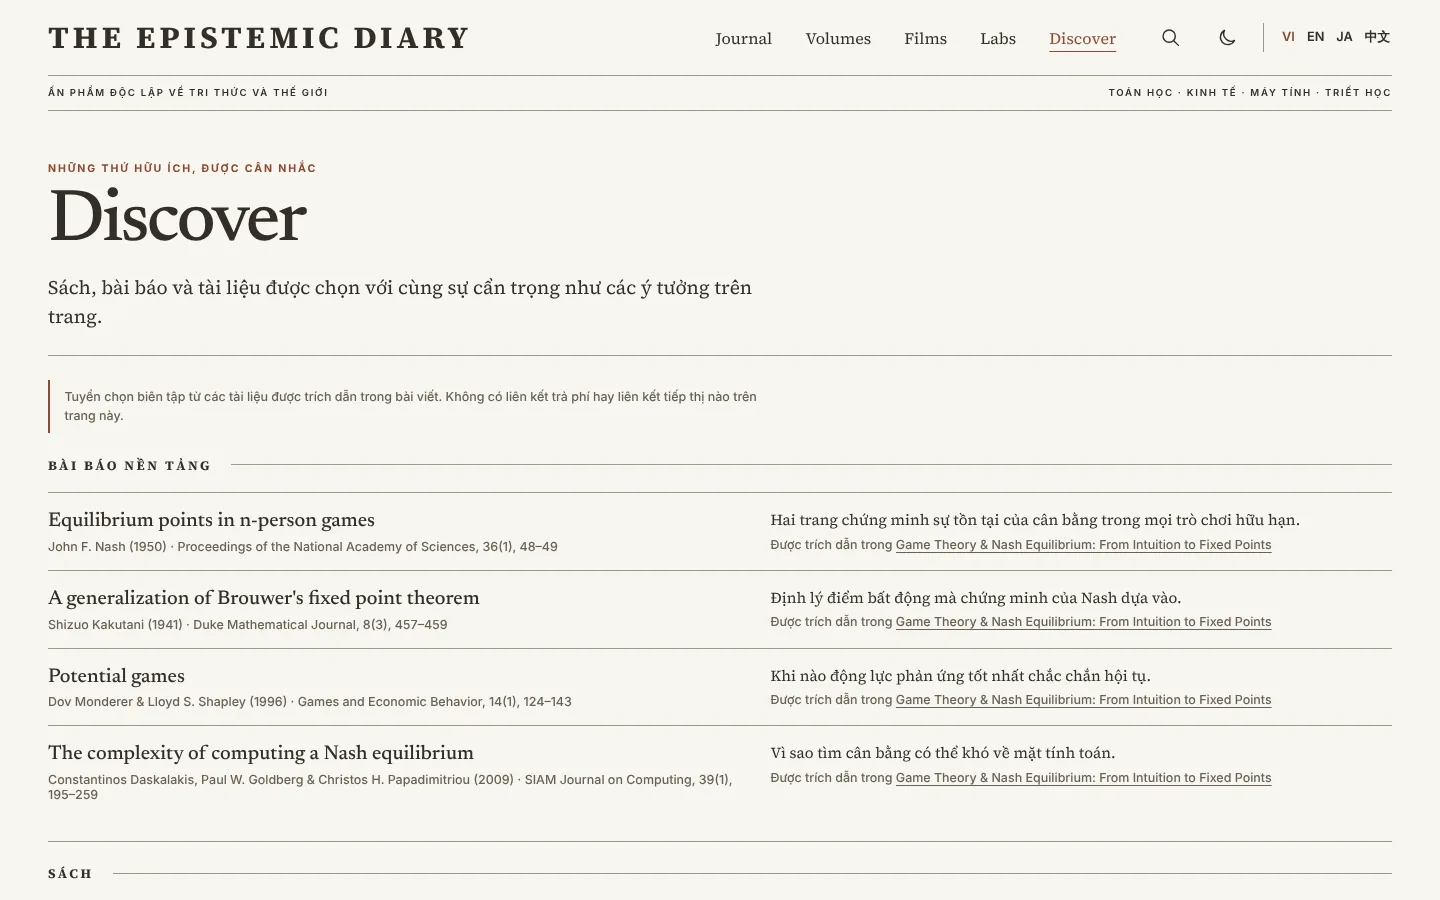 THE EPISTEMIC DIARY
Journal Volumes Films Labs Discover VI EN JA 中文
ẤN PHẨM ĐỘC LẬP VỀ TRI THỨC VÀ THẾ GIỚI
TOÁN HỌC · KINH TẾ · MÁY TÍNH · TRIẾT HỌC
NHỮNG THỨ HỮU ÍCH, ĐƯỢC CÂN NHẮC
Discover
Sách, bài báo và tài liệu được chọn với cùng sự cẩn trọng như các ý tưởng trên
trang.
Tuyển chọn biên tập từ các tài liệu được trích dẫn trong bài viết. Không có liên kết trả phí hay liên kết tiếp thị nào trên
trang này.
BÀI BÁO NỀN TẢNG
Equilibrium points in n-person games
John F. Nash (1950) · Proceedings of the National Academy of Sciences, 36(1), 48–49
Hai trang chứng minh sự tồn tại của cân bằng trong mọi trò chơi hữu hạn.
Được trích dẫn trong Game Theory & Nash Equilibrium: From Intuition to Fixed Points
A generalization of Brouwer's fixed point theorem
Shizuo Kakutani (1941) · Duke Mathematical Journal, 8(3), 457–459
Định lý điểm bất động mà chứng minh của Nash dựa vào.
Được trích dẫn trong Game Theory & Nash Equilibrium: From Intuition to Fixed Points
Potential games
Dov Monderer & Lloyd S. Shapley (1996) · Games and Economic Behavior, 14(1), 124–143
Khi nào động lực phản ứng tốt nhất chắc chắn hội tụ.
Được trích dẫn trong Game Theory & Nash Equilibrium: From Intuition to Fixed Points
The complexity of computing a Nash equilibrium
Constantinos Daskalakis, Paul W. Goldberg & Christos H. Papadimitriou (2009) · SIAM Journal on Computing, 39(1),
195–259
Vì sao tìm cân bằng có thể khó về mặt tính toán.
Được trích dẫn trong Game Theory & Nash Equilibrium: From Intuition to Fixed Points
SÁCH